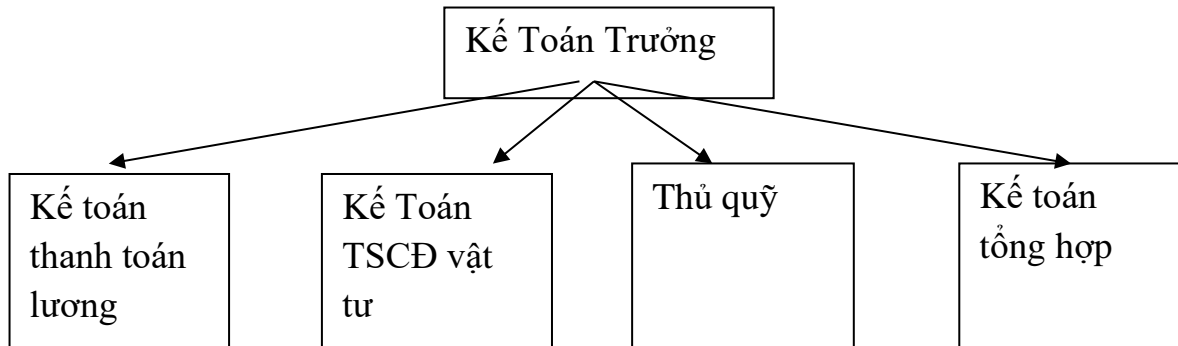 Kế Toán Trưởng
Kế toán
thanh toán
lương
Kế Toán
TSCĐ vật
tư
Thủ quỹ
Kế toán
tổng hợp